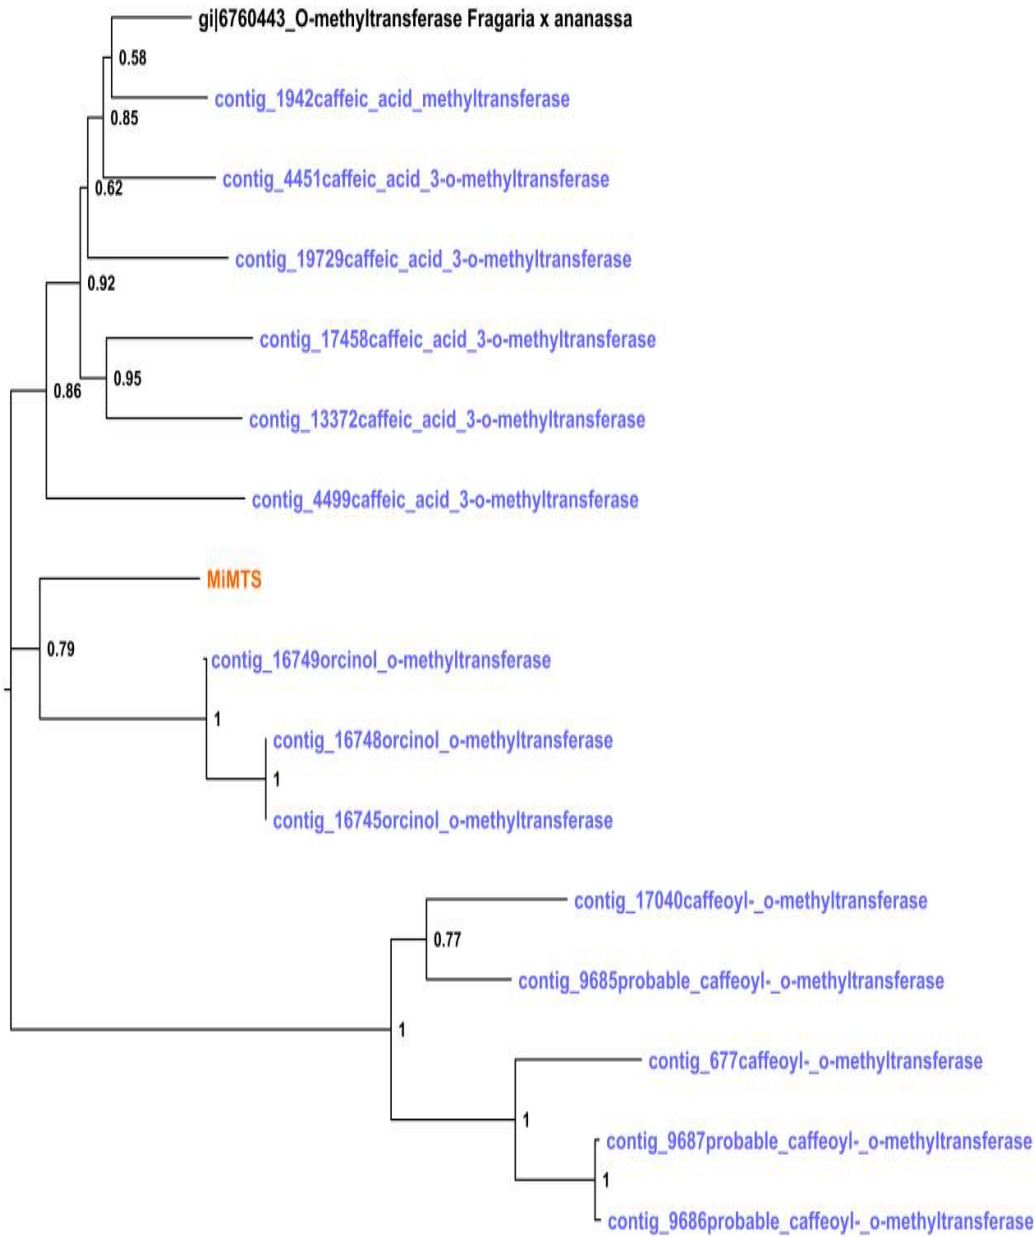 gi|6760443_O-methyltransferase Fragaria x ananassa
0.58
contig_1942caffeic_acid_methyltransferase
0.85
contig_4451caffeic_acid_3-o-methyltransferase
0.62
contig_19729caffeic_acid_3-o-methyltransferase
0.92
contig_17458caffeic_acid_3-o-methyltransferase
0.95
0.86
contig_13372caffeic_acid_3-o-methyltransferase
contig_4499caffeic_acid_3-o-methyltransferase
MiMTS
0.79
contig_16749orcinol_o-methyltransferase
1
contig_16748orcinol_o-methyltransferase
1
contig_16745orcinol_o-methyltransferase
contig_17040caffeoyl-_o-methyltransferase
0.77
contig_9685probable_caffeoyl-_o-methyltransferase
1
contig_677caffeoyl-_o-methyltransferase
1
contig_9687probable_caffeoyl-_o-methyltransferase
1
contig_9686probable_caffeoyl-_o-methyltransferase